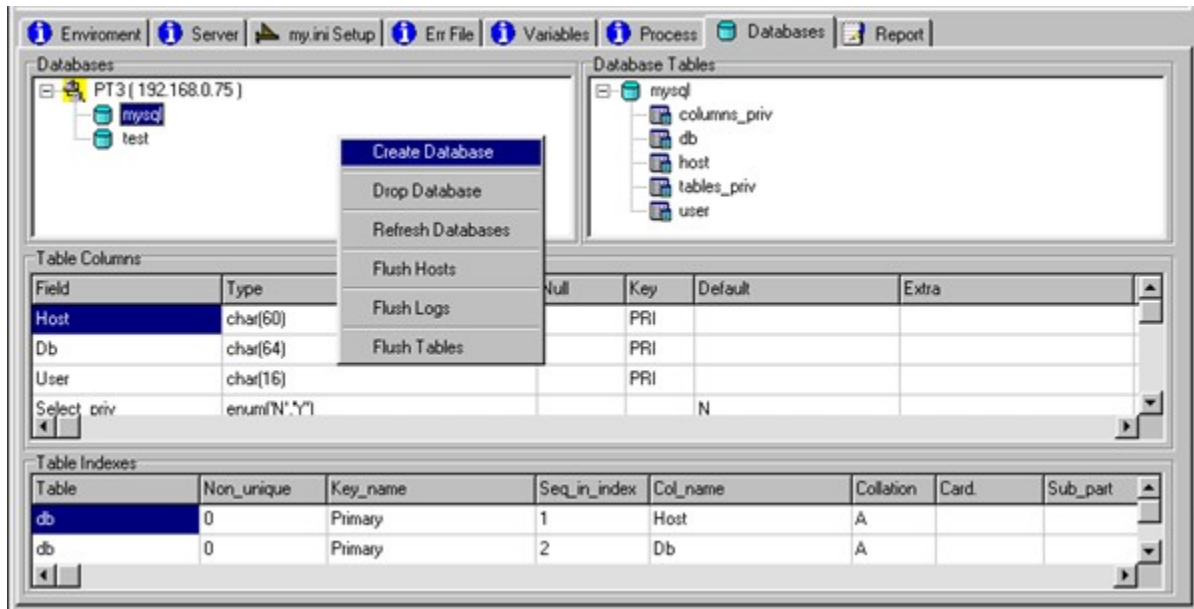 Enviroment Server my.ini Setup Err File Variables Process Databases Report
Databases
PT3 ( 192.168.0.75 )
mysql
test
Create Database
Drop Database
Refresh Databases
Flush Hosts
Flush Logs
Flush Tables
Database Tables
mysql
columns_priv
db
host
tables_priv
user
Table Columns
Field Type Null Key Default Extra
Host char(60) PRI
Db char(64) PRI
User char(16) PRI
Select_priv enum('N','Y') N
Table Indexes
Table Non_unique Key_name Seq_in_index Col_name Collation Card. Sub_part
db 0 Primary 1 Host A
db 0 Primary 2 Db A